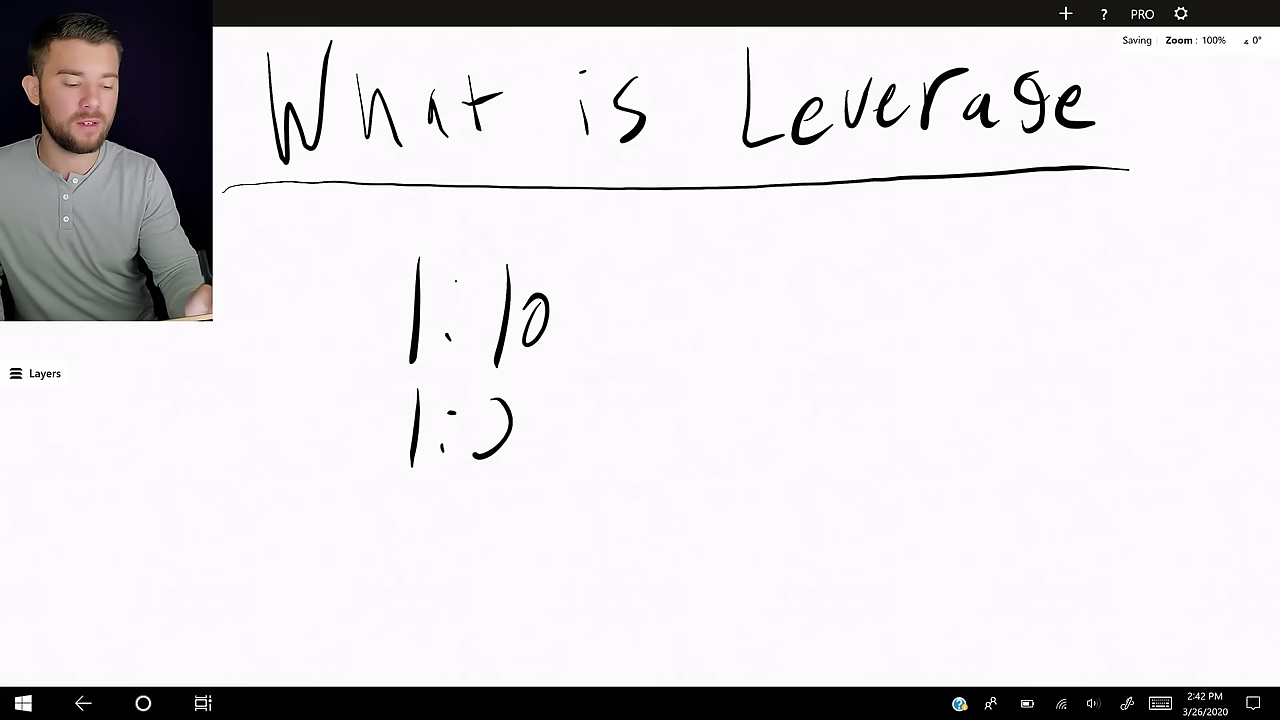 ? PRO
Saving Zoom : 100% 0°
What is Leverage
1:10
1:
Layers
2:42 PM
3/26/2020